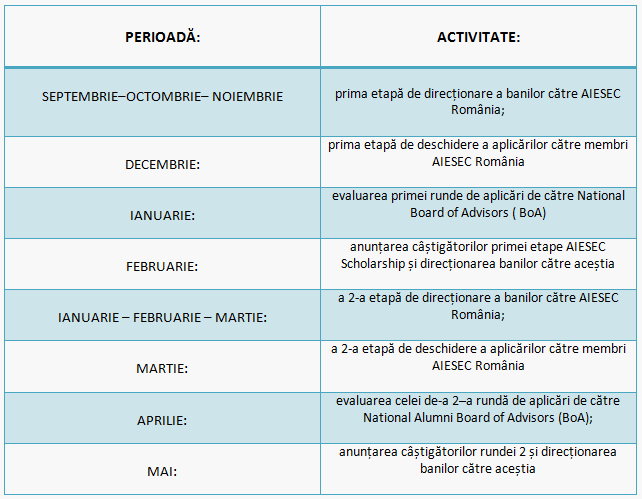 PERIOADĂ:
ACTIVITATE:
SEPTEMBRIE–OCTOMBRIE– NOIEMBRIE
prima etapă de direcționare a banilor către AIESEC
România;
DECEMBRIE:
prima etapă de deschidere a aplicărilor către membri
AIESEC România
IANUARIE:
evaluarea primei runde de aplicări de către National
Board of Advisors ( BoA)
FEBRUARIE:
anunțarea câștigătorilor primei etape AIESEC
Scholarship și direcționarea banilor către aceștia
IANUARIE – FEBRUARIE – MARTIE:
a 2-a etapă de direcționare a banilor către AIESEC
România;
MARTIE:
a 2-a etapă de deschidere a aplicărilor către membri
AIESEC România
APRILIE:
evaluarea celei de-a 2–a rundă de aplicări de către
National Alumni Board of Advisors (BoA);
MAI:
anunțarea câștigătorilor rundei 2 și direcționarea
banilor către aceștia